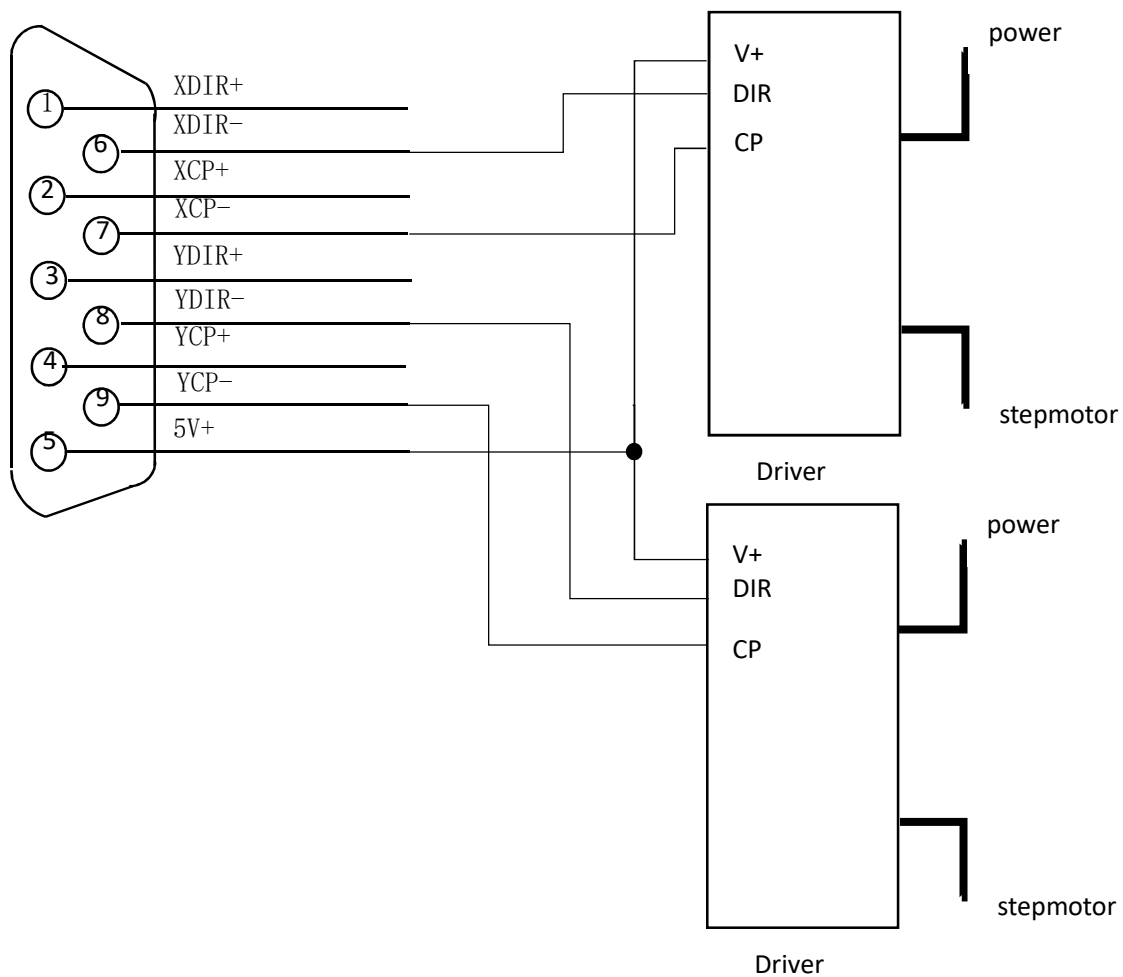 1
XDIR+
6
XDIR-
2
XCP+
7
XCP-
3
YDIR+
8
YDIR-
4
YCP+
9
YCP-
5
5V+
V+
DIR
CP
power
stepmotor
Driver
V+
DIR
CP
power
stepmotor
Driver